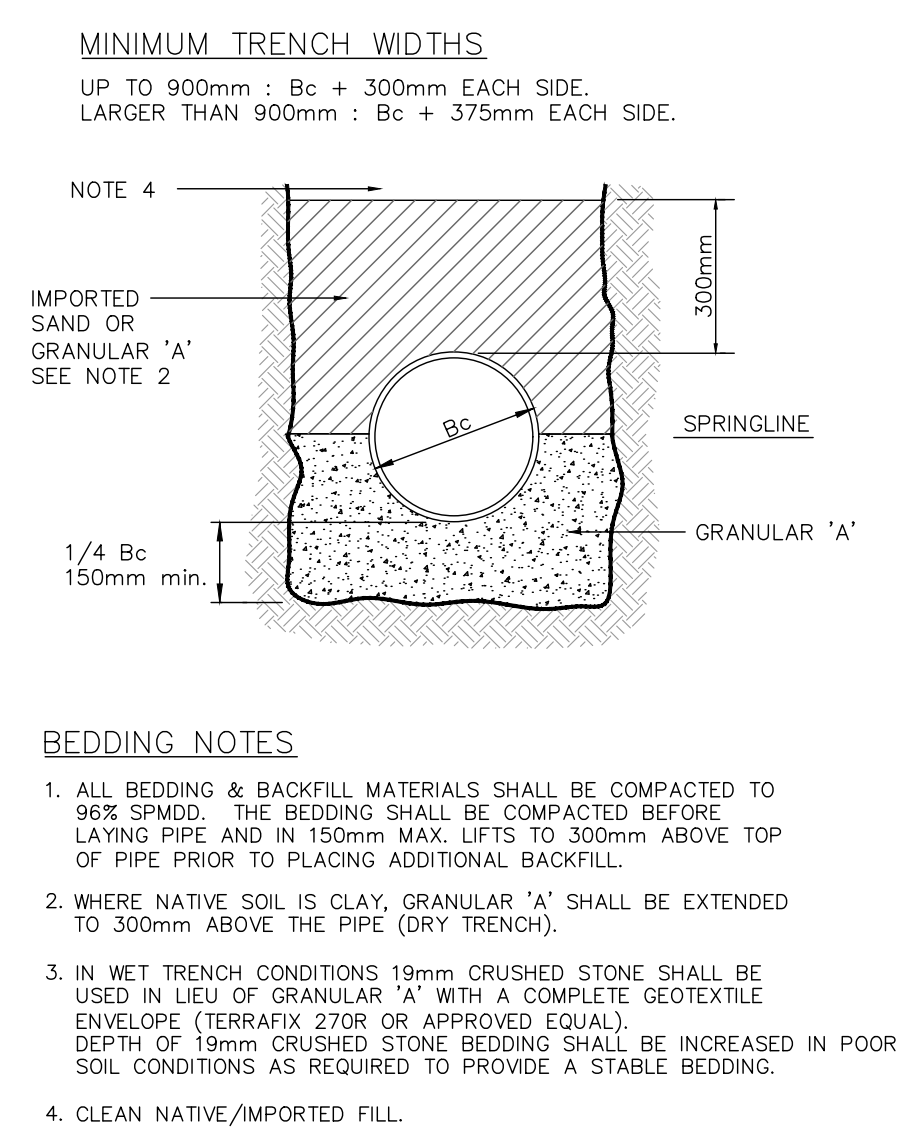 MINIMUM TRENCH WIDTHS
UP TO 900mm : Bc + 300mm EACH SIDE.
LARGER THAN 900mm : Bc + 375mm EACH SIDE.
NOTE 4
300mm
IMPORTED
SAND OR
GRANULAR 'A'
SEE NOTE 2
Bc
SPRINGLINE
GRANULAR 'A'
1/4 Bc
150mm min.
BEDDING NOTES
1. ALL BEDDING & BACKFILL MATERIALS SHALL BE COMPACTED TO
96% SPMDD. THE BEDDING SHALL BE COMPACTED BEFORE
LAYING PIPE AND IN 150mm MAX. LIFTS TO 300mm ABOVE TOP
OF PIPE PRIOR TO PLACING ADDITIONAL BACKFILL.
2. WHERE NATIVE SOIL IS CLAY, GRANULAR 'A' SHALL BE EXTENDED
TO 300mm ABOVE THE PIPE (DRY TRENCH).
3. IN WET TRENCH CONDITIONS 19mm CRUSHED STONE SHALL BE
USED IN LIEU OF GRANULAR 'A' WITH A COMPLETE GEOTEXTILE
ENVELOPE (TERRAFIX 270R OR APPROVED EQUAL).
DEPTH OF 19mm CRUSHED STONE BEDDING SHALL BE INCREASED IN POOR
SOIL CONDITIONS AS REQUIRED TO PROVIDE A STABLE BEDDING.
4. CLEAN NATIVE/IMPORTED FILL.